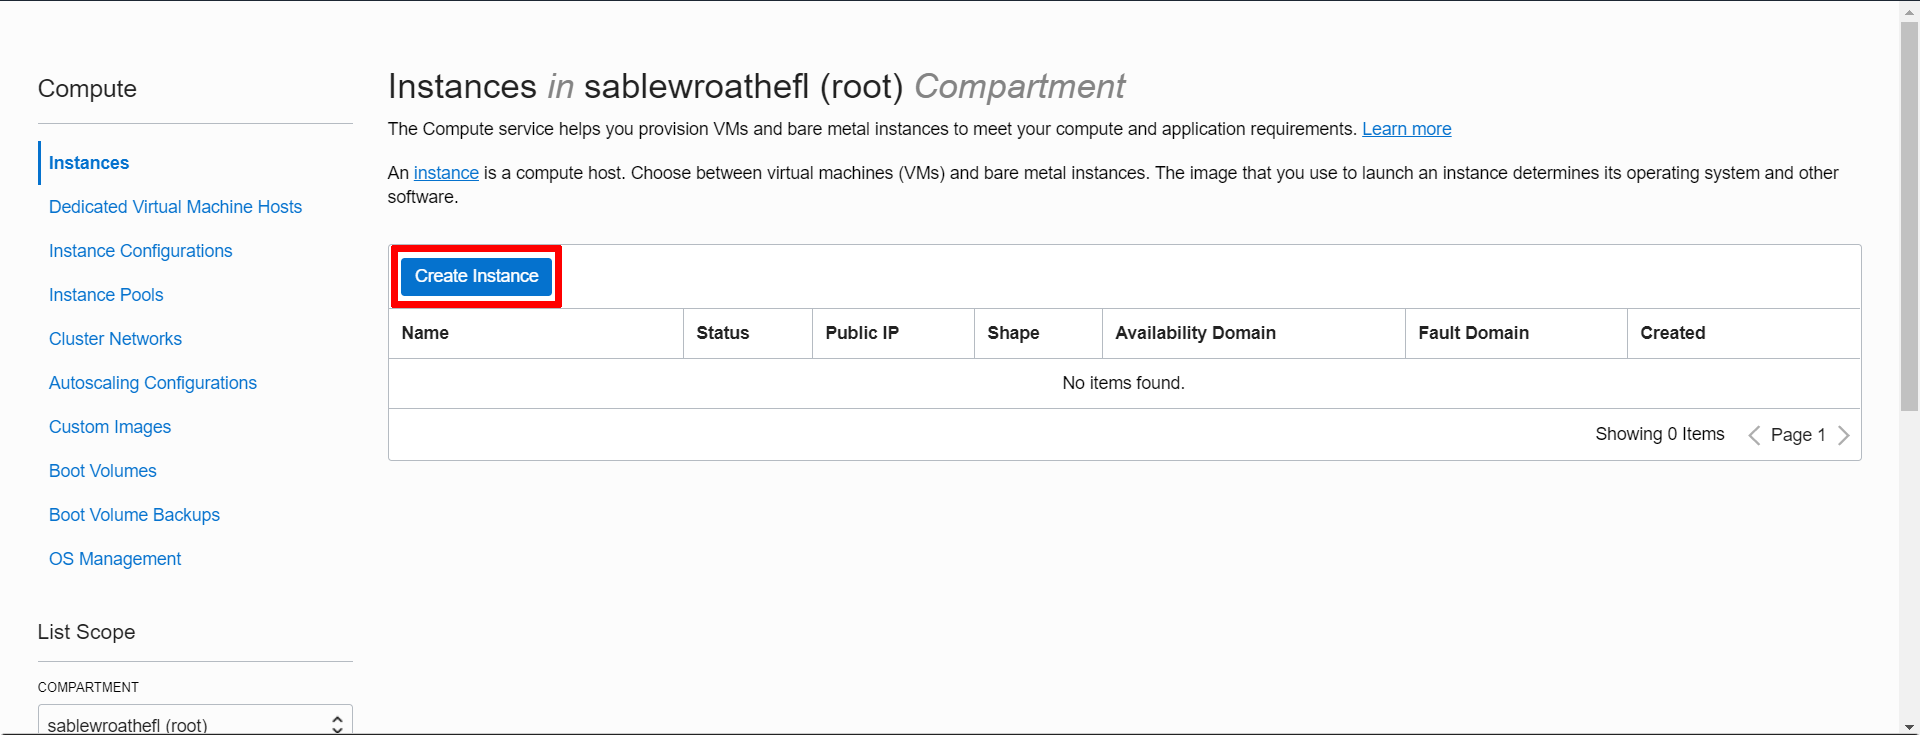 Compute
Instances
Dedicated Virtual Machine Hosts
Instance Configurations
Instance Pools
Cluster Networks
Autoscaling Configurations
Custom Images
Boot Volumes
Boot Volume Backups
OS Management
List Scope
COMPARTMENT
sablewroathefl (root)
Instances in sablewroathefl (root) Compartment
The Compute service helps you provision VMs and bare metal instances to meet your compute and application requirements. Learn more
An instance is a compute host. Choose between virtual machines (VMs) and bare metal instances. The image that you use to launch an instance determines its operating system and other
software.
Create Instance
Name Status Public IP Shape Availability Domain Fault Domain Created
No items found.
Showing 0 Items Page 1